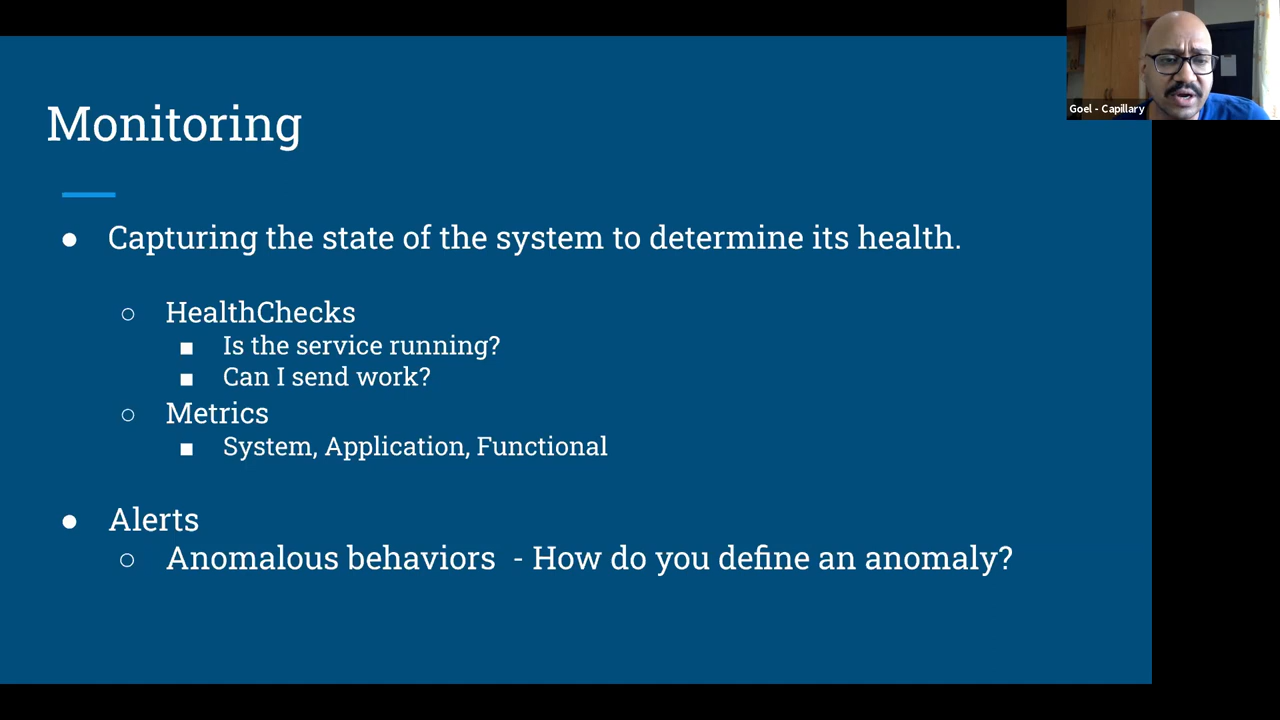 Goel - Capillary
Monitoring
● Capturing the state of the system to determine its health.
○ HealthChecks
■ Is the service running?
■ Can I send work?
○ Metrics
■ System, Application, Functional
● Alerts
○ Anomalous behaviors - How do you define an anomaly?